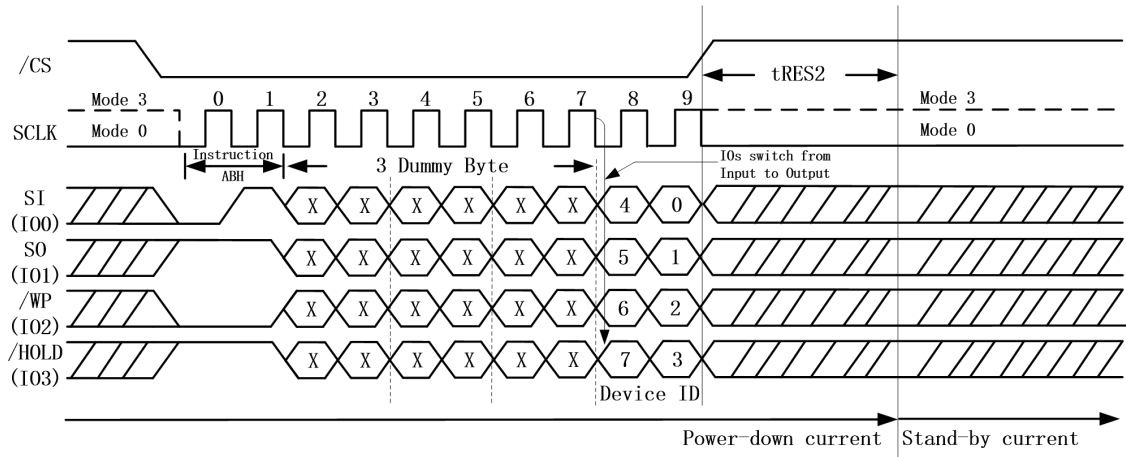 /CS
tRES2
0 1 2 3 4 5 6 7 8 9
Mode 3 Mode 3
SCLK Mode 0 Mode 0
Instruction
ABH
3 Dummy Byte
IOs switch from
Input to Output
SI
(IO0)
X X X X X X 4 0
SO
(IO1)
X X X X X X 5 1
/WP
(IO2)
X X X X X X 6 2
/HOLD
(IO3)
X X X X X X 7 3
Device ID
Power-down current Stand-by current